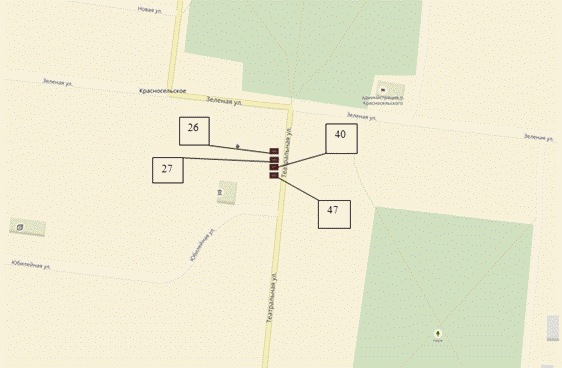 Новая ул.
Зеленая ул.
Красносельское
Зеленая ул.
Администрация п.
Красносельского
Зеленая ул.
Зеленая ул.
26
40
27
47
Театральная ул.
Юбилейная ул.
Юбилейная ул.
Театральная ул.
парк